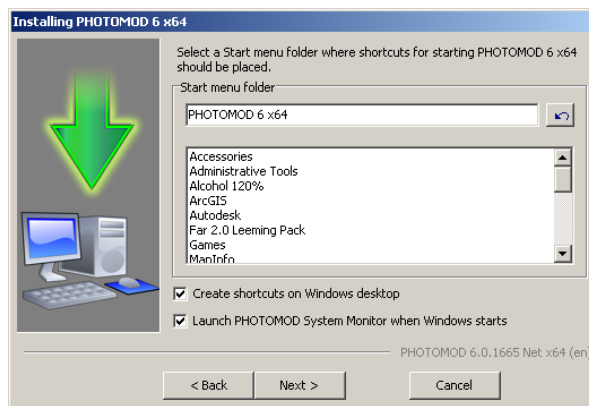 Installing PHOTOMOD 6 x64
Select a Start menu folder where shortcuts for starting PHOTOMOD 6 x64
should be placed.
Start menu folder
PHOTOMOD 6 x64
Accessories
Administrative Tools
Alcohol 120%
ArcGIS
Autodesk
Far 2.0 Leeming Pack
Games
MapInfo
Create shortcuts on Windows desktop
Launch PHOTOMOD System Monitor when Windows starts
PHOTOMOD 6.0.1665 Net x64 (en
< Back
Next >
Cancel